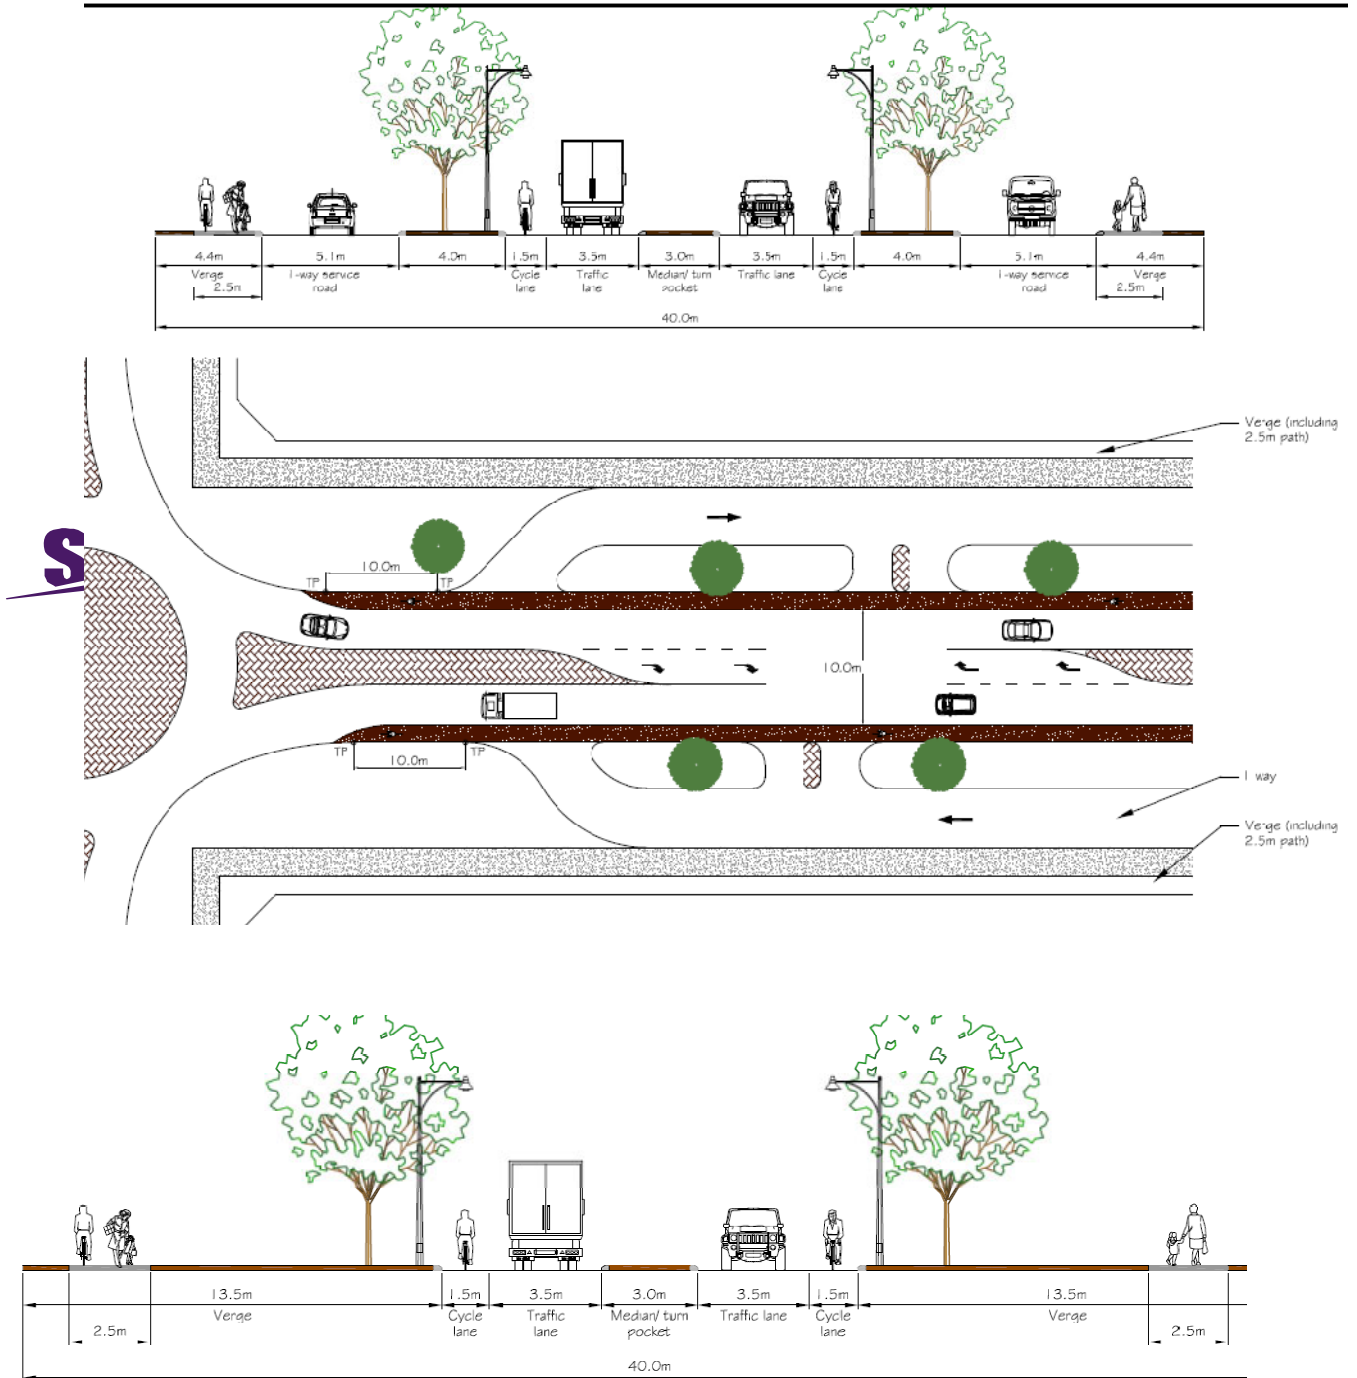 4.4m 5.1m 4.0m 1.5m 3.5m 3.0m 3.5m 1.5m 4.0m 5.1m 4.4m
Verge 1-way service Cycle Traffic Median/ turn Traffic lane Cycle 1-way service Verge
road lane lane pocket lane road
2.5m 2.5m
40.0m
Verge (including
2.5m path)
S
10.0m
TP TP
10.0m
TP TP
10.0m
1 way
Verge (including
2.5m path)
13.5m 1.5m 3.5m 3.0m 3.5m 1.5m 13.5m
Verge Cycle Traffic Median/ turn Traffic lane Cycle Verge
lane lane pocket lane
2.5m 2.5m
40.0m